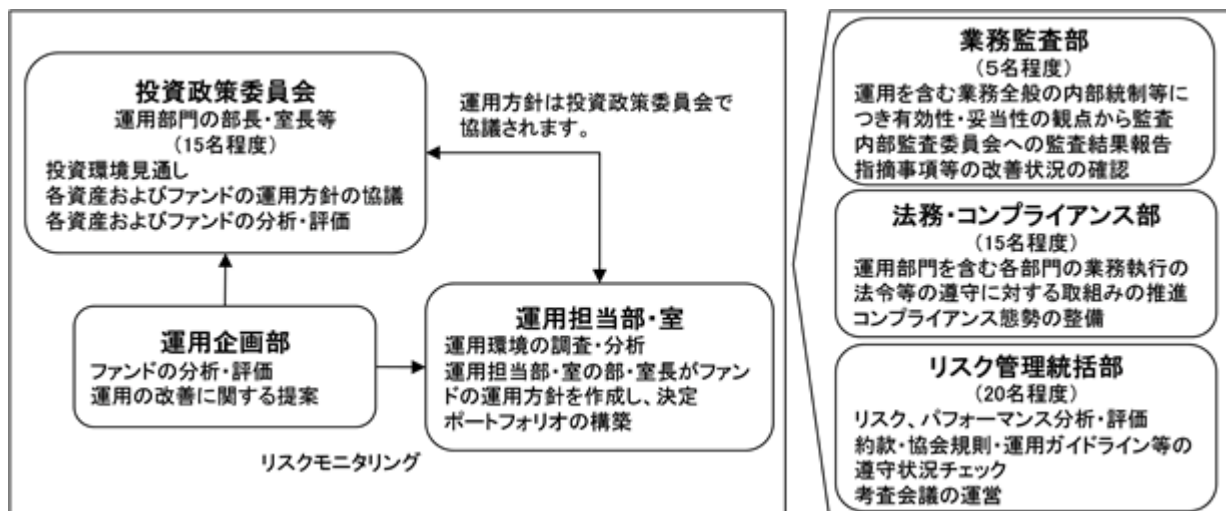 投資政策委員会
運用部門の部長・室長等
(15名程度)
投資環境見通し
各資産およびファンドの運用方針の協議
各資産およびファンドの分析・評価
運用方針は投資政策委員会で
協議されます。
運用企画部
ファンドの分析・評価
運用の改善に関する提案
運用担当部・室
運用環境の調査・分析
運用担当部・室の部・室長がファン
ドの運用方針を作成し、決定
ポートフォリオの構築
リスクモニタリング
業務監査部
(5名程度)
運用を含む業務全般の内部統制等に
つき有効性・妥当性の観点から監査
内部監査委員会への監査結果報告
指摘事項等の改善状況の確認
法務・コンプライアンス部
(15名程度)
運用部門を含む各部門の業務執行の
法令等の遵守に対する取組みの推進
コンプライアンス態勢の整備
リスク管理統括部
(20名程度)
リスク、パフォーマンス分析・評価
約款・協会規則・運用ガイドライン等の
遵守状況チェック
考査会議の運営